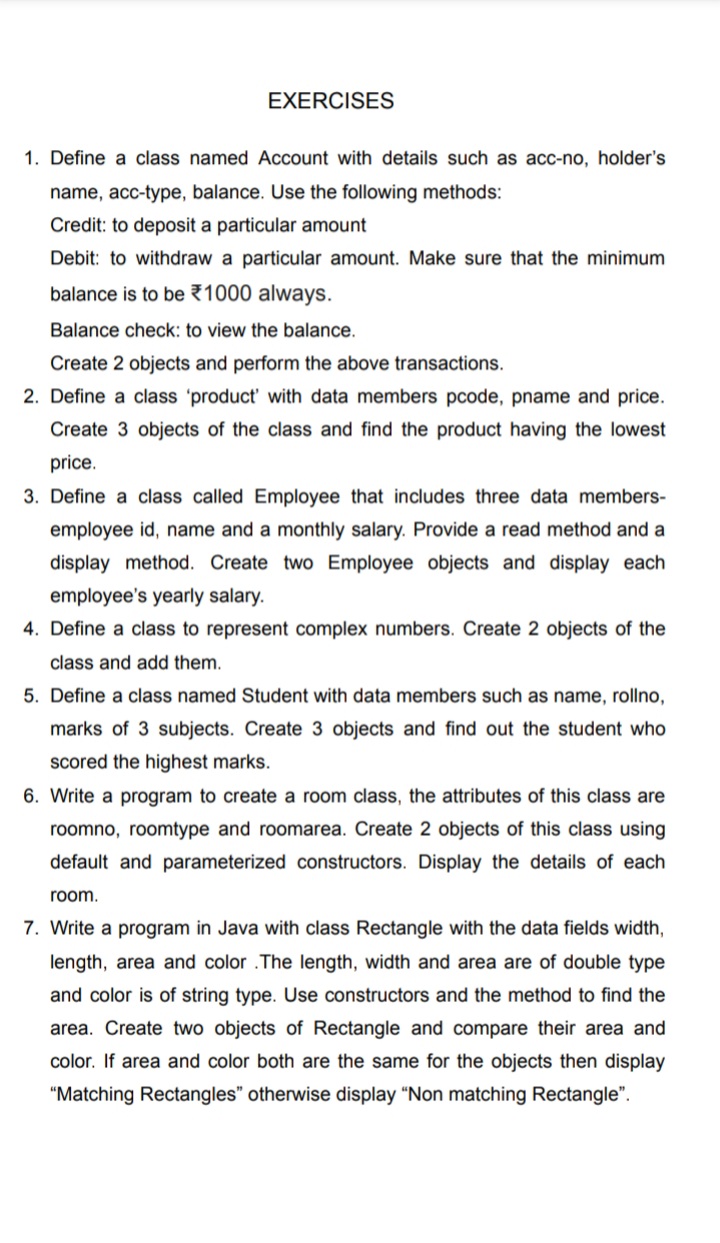 EXERCISES
1. Define a class named Account with details such as acc-no, holder’s
name, acc-type, balance. Use the following methods:
Credit: to deposit a particular amount
Debit: to withdraw a particular amount. Make sure that the minimum
balance is to be ₹1000 always.
Balance check: to view the balance.
Create 2 objects and perform the above transactions.
2. Define a class ‘product’ with data members pcode, pname and price.
Create 3 objects of the class and find the product having the lowest
price.
3. Define a class called Employee that includes three data members-
employee id, name and a monthly salary. Provide a read method and a
display method. Create two Employee objects and display each
employee’s yearly salary.
4. Define a class to represent complex numbers. Create 2 objects of the
class and add them.
5. Define a class named Student with data members such as name, rollno,
marks of 3 subjects. Create 3 objects and find out the student who
scored the highest marks.
6. Write a program to create a room class, the attributes of this class are
roomno, roomtype and roomarea. Create 2 objects of this class using
default and parameterized constructors. Display the details of each
room.
7. Write a program in Java with class Rectangle with the data fields width,
length, area and color .The length, width and area are of double type
and color is of string type. Use constructors and the method to find the
area. Create two objects of Rectangle and compare their area and
color. If area and color both are the same for the objects then display
“Matching Rectangles” otherwise display “Non matching Rectangle”.